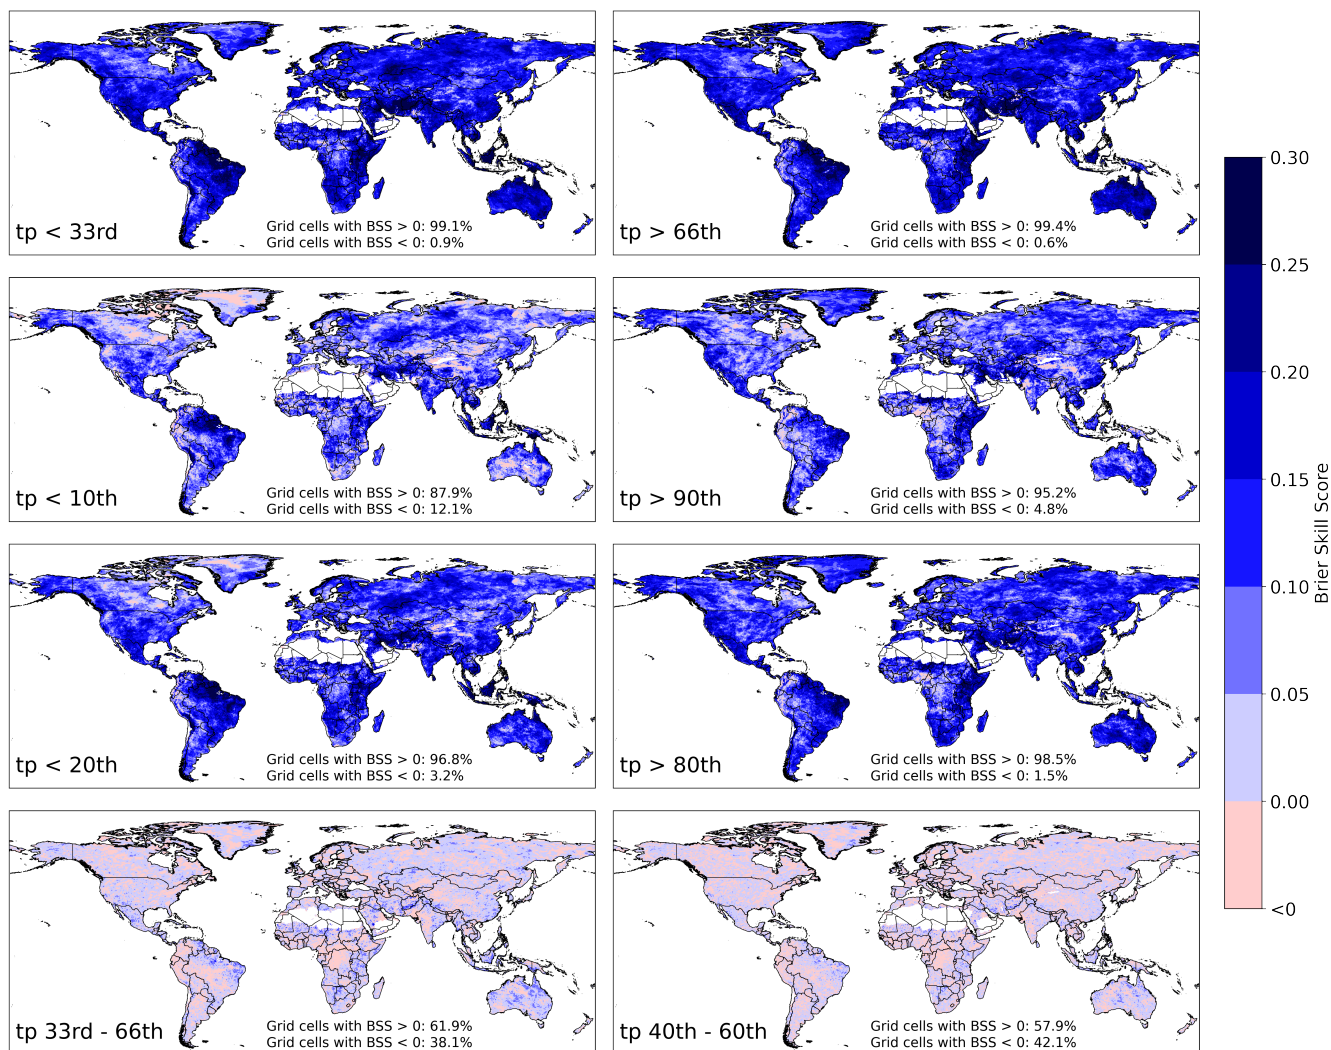 tp < 33rd
Grid cells with BSS > 0: 99.1%
Grid cells with BSS < 0: 0.9%
tp > 66th
Grid cells with BSS > 0: 99.4%
Grid cells with BSS < 0: 0.6%
tp < 10th
Grid cells with BSS > 0: 87.9%
Grid cells with BSS < 0: 12.1%
tp > 90th
Grid cells with BSS > 0: 95.2%
Grid cells with BSS < 0: 4.8%
tp < 20th
Grid cells with BSS > 0: 96.8%
Grid cells with BSS < 0: 3.2%
tp > 80th
Grid cells with BSS > 0: 98.5%
Grid cells with BSS < 0: 1.5%
tp 33rd - 66th
Grid cells with BSS > 0: 61.9%
Grid cells with BSS < 0: 38.1%
tp 40th - 60th
Grid cells with BSS > 0: 57.9%
Grid cells with BSS < 0: 42.1%
0.30
0.25
0.20
0.15
0.10
0.05
0.00
<0
Brier Skill Score